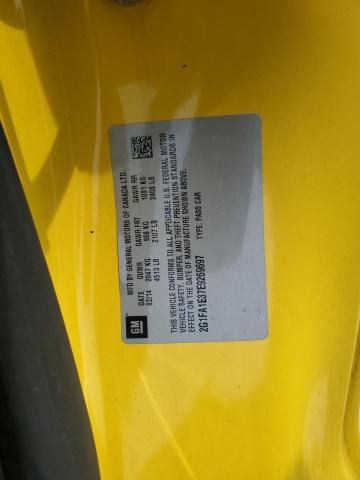 GM
MFD BY GENERAL MOTORS OF CANADA LTD.
DATE GVWR GAWR FRT GAWR RR
02/14 2047 KG 956 KG 1091 KG
4513 LB 2107 LB 2406 LB
THIS VEHICLE CONFORMS TO ALL APPLICABLE U.S. FEDERAL MOTOR
VEHICLE SAFETY, BUMPER, AND THEFT PREVENTION STANDARDS IN
EFFECT ON THE DATE OF MANUFACTURE SHOWN ABOVE.
2G1FA1E37E9269697 TYPE: PASS CAR